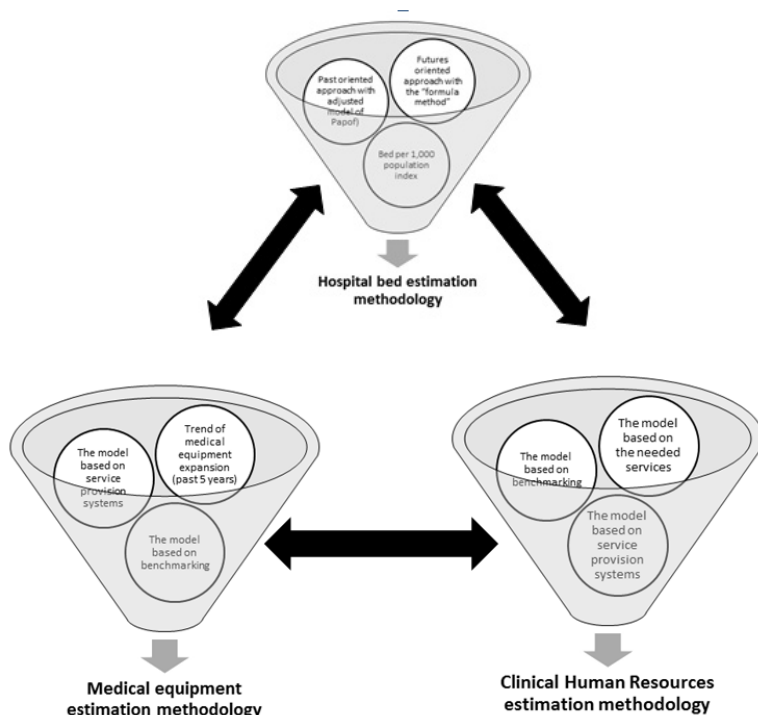 Past oriented
approach with
adjusted
model of
Papof)
Futures
oriented
approach with
the "formula
method"
Bed per 1,000
population
index
Hospital bed estimation
methodology
The model
based on
service
provision
systems
Trend of
medical
equipment
expansion
(past 5 years)
The model
based on
benchmarking
Medical equipment
estimation methodology
The model
based on
benchmarking
The model
based on
the needed
services
The model
based on
service
provision
systems
Clinical Human Resources
estimation methodology